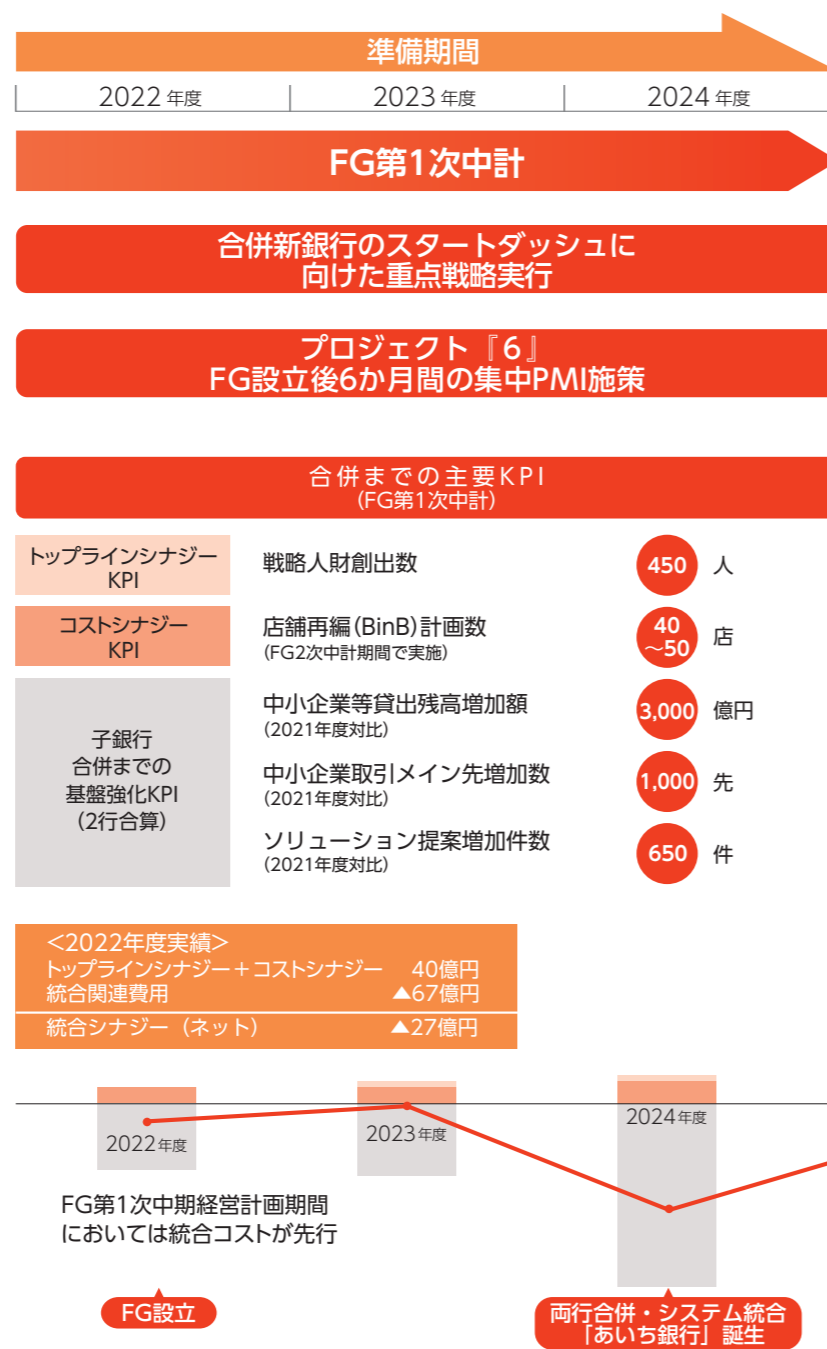 準備期間
2022年度 2023年度 2024年度
FG第1次中計
合併新銀行のスタートダッシュに
向けた重点戦略実行
プロジェクト『6』
FG設立後6か月間の集中PMI施策
合併までの主要KPI
(FG第1次中計)
トップラインシナジー
KPI
戦略人財創出数
450 人
コストシナジー
KPI
店舗再編(BinB)計画数
(FG2次中計期間で実施)
40
～50 店
子銀行
合併までの
基盤強化KPI
(2行合算)
中小企業等貸出残高増加額
(2021年度対比)
3,000 億円
中小企業取引メイン先増加数
(2021年度対比)
1,000 先
ソリューション提案増加件数
(2021年度対比)
650 件
＜2022年度実績＞
トップラインシナジー＋コストシナジー 40億円
統合関連費用 ▲67億円
統合シナジー（ネット） ▲27億円
2022年度
2023年度
2024年度
FG第1次中期経営計画期間
においては統合コストが先行
FG設立
両行合併・システム統合
「あいち銀行」誕生